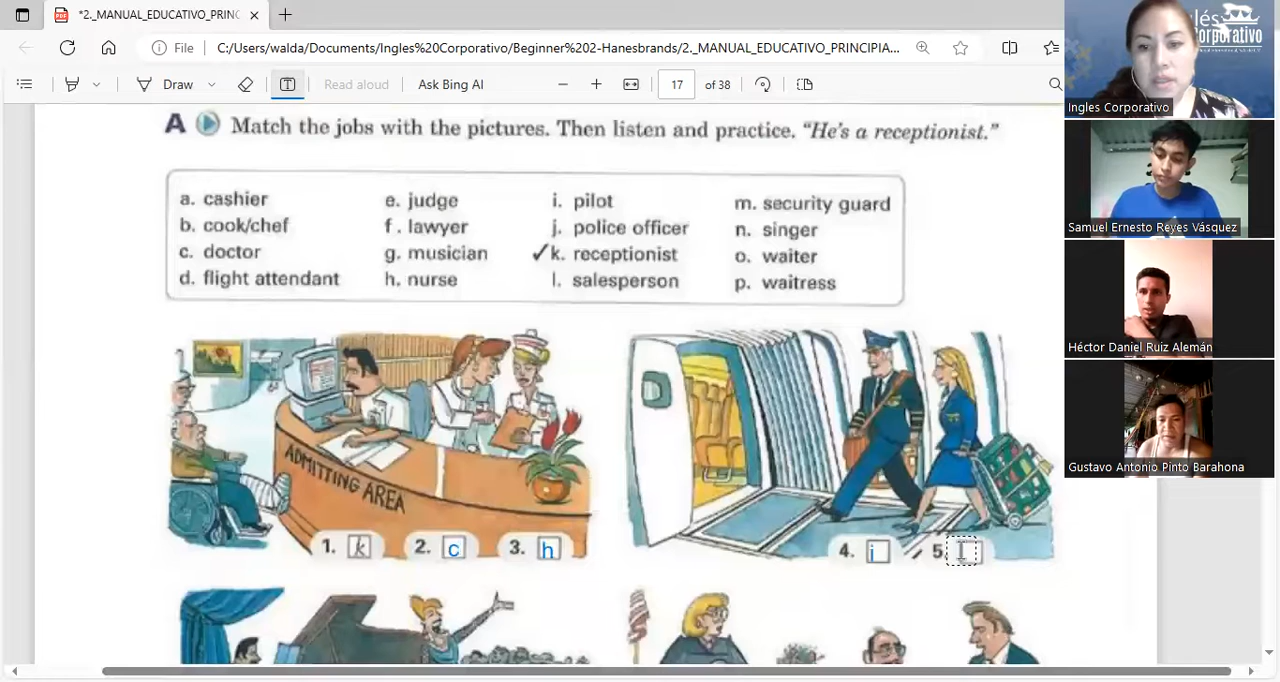 *2._MANUAL_EDUCATIVO_PRINC
File
C:/Users/walda/Documents/Ingles%20Corporativo/Beginner%202-Hanesbrands/2._MANUAL_EDUCATIVO_PRINCIPIA...
Draw
Read aloud
Ask Bing AI
17
of 38
A Match the jobs with the pictures. Then listen and practice. “He's a receptionist.”
a. cashier
b. cook/chef
c. doctor
d. flight attendant
e. judge
f. lawyer
g. musician
h. nurse
i. pilot
j. police officer
✓k. receptionist
l. salesperson
m. security guard
n. singer
o. waiter
p. waitress
ADMITTING AREA
1. k
2. c
3. h
4. i
5.
Corporativo
Ingles Corporativo
Samuel Ernesto Reyes Vásquez
Héctor Daniel Ruiz Alemán
Gustavo Antonio Pinto Barahona